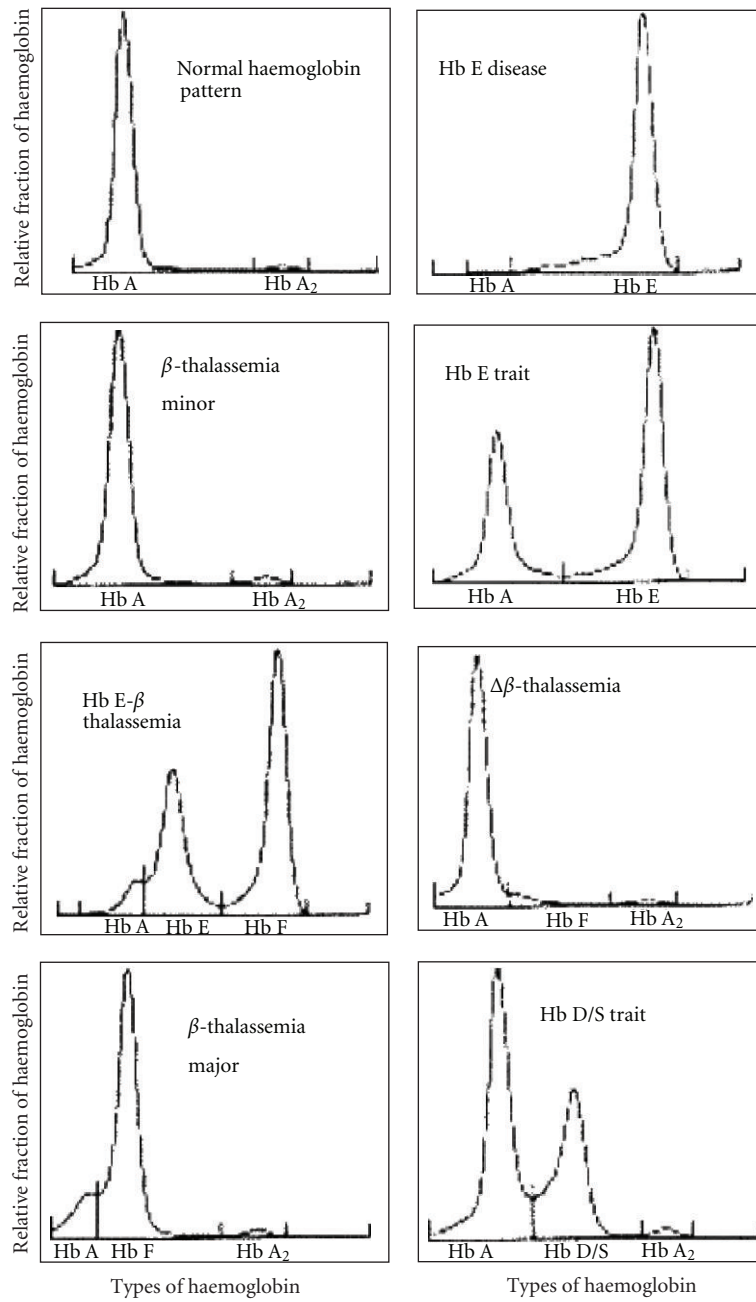 Relative fraction of haemoglobin
Normal haemoglobin
pattern
Hb A
Hb A₂
Hb E disease
Hb A
Hb E
Relative fraction of haemoglobin
β-thalassemia
minor
Hb A
Hb A₂
Hb E trait
Hb A
Hb E
Relative fraction of haemoglobin
Hb E-β
thalassemia
Hb A
Hb E
Hb F
Δβ-thalassemia
Hb A
Hb F
Hb A₂
Relative fraction of haemoglobin
β-thalassemia
major
Hb A
Hb F
Hb A₂
Types of haemoglobin
Hb D/S trait
Hb A
Hb D/S
Hb A₂
Types of haemoglobin